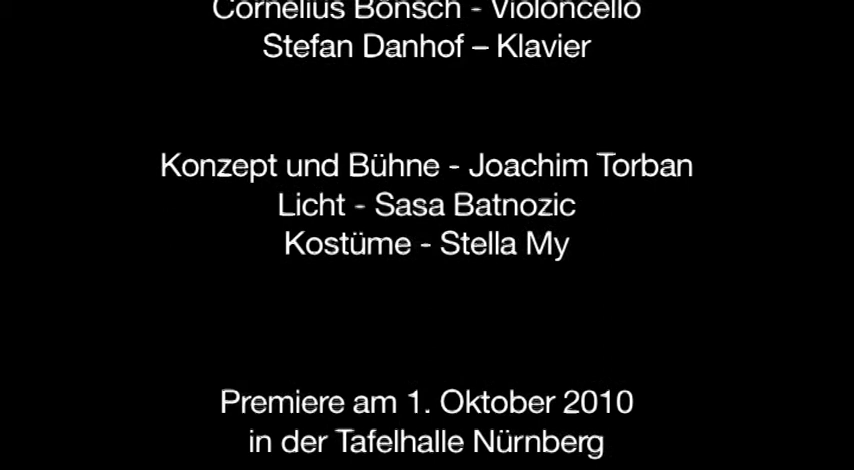 Cornelius Bönsch - Violoncello
Stefan Danhof – Klavier
Konzept und Bühne - Joachim Torban
Licht - Sasa Batnozic
Kostüme - Stella My
Premiere am 1. Oktober 2010
in der Tafelhalle Nürnberg